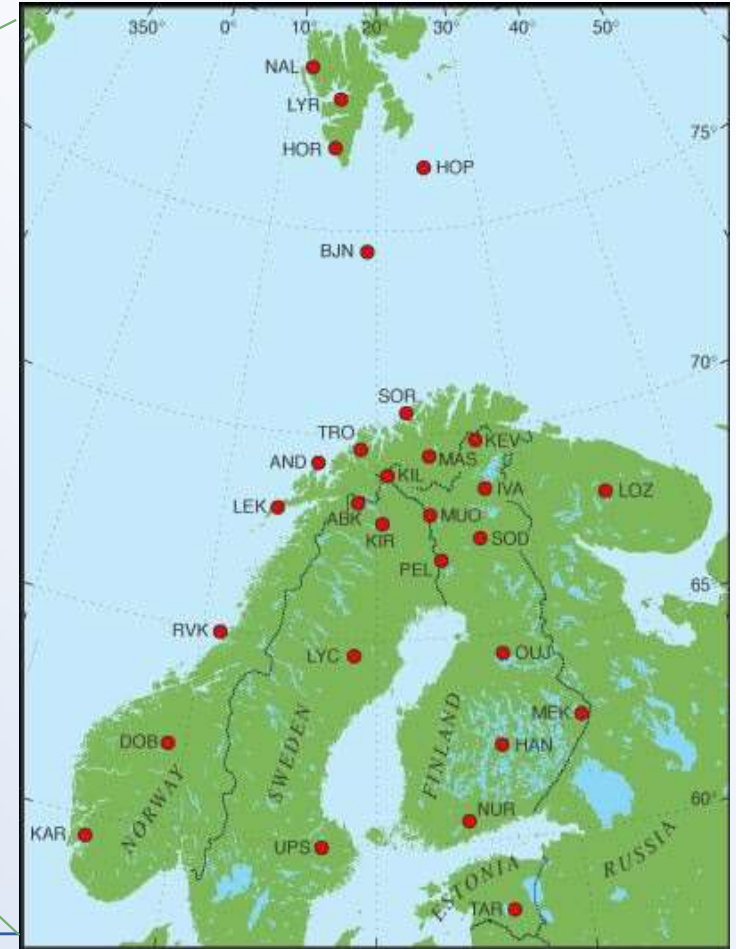 350° 0° 10° 20° 30° 40° 50°
NAL
LYR
75°
HOR
HOP
BJN
70°
SOR
TRO
KEV
AND
MAS
KIL
IVA
LOZ
LEK
ABK
MUO
KIR
SOD
PEL
65°
RVK
LYC
OUJ
MEK
DOB
HAN
SWEDEN
FINLAND
NORWAY
60°
NUR
KAR
UPS
RUSSIA
ESTONIA
TAR